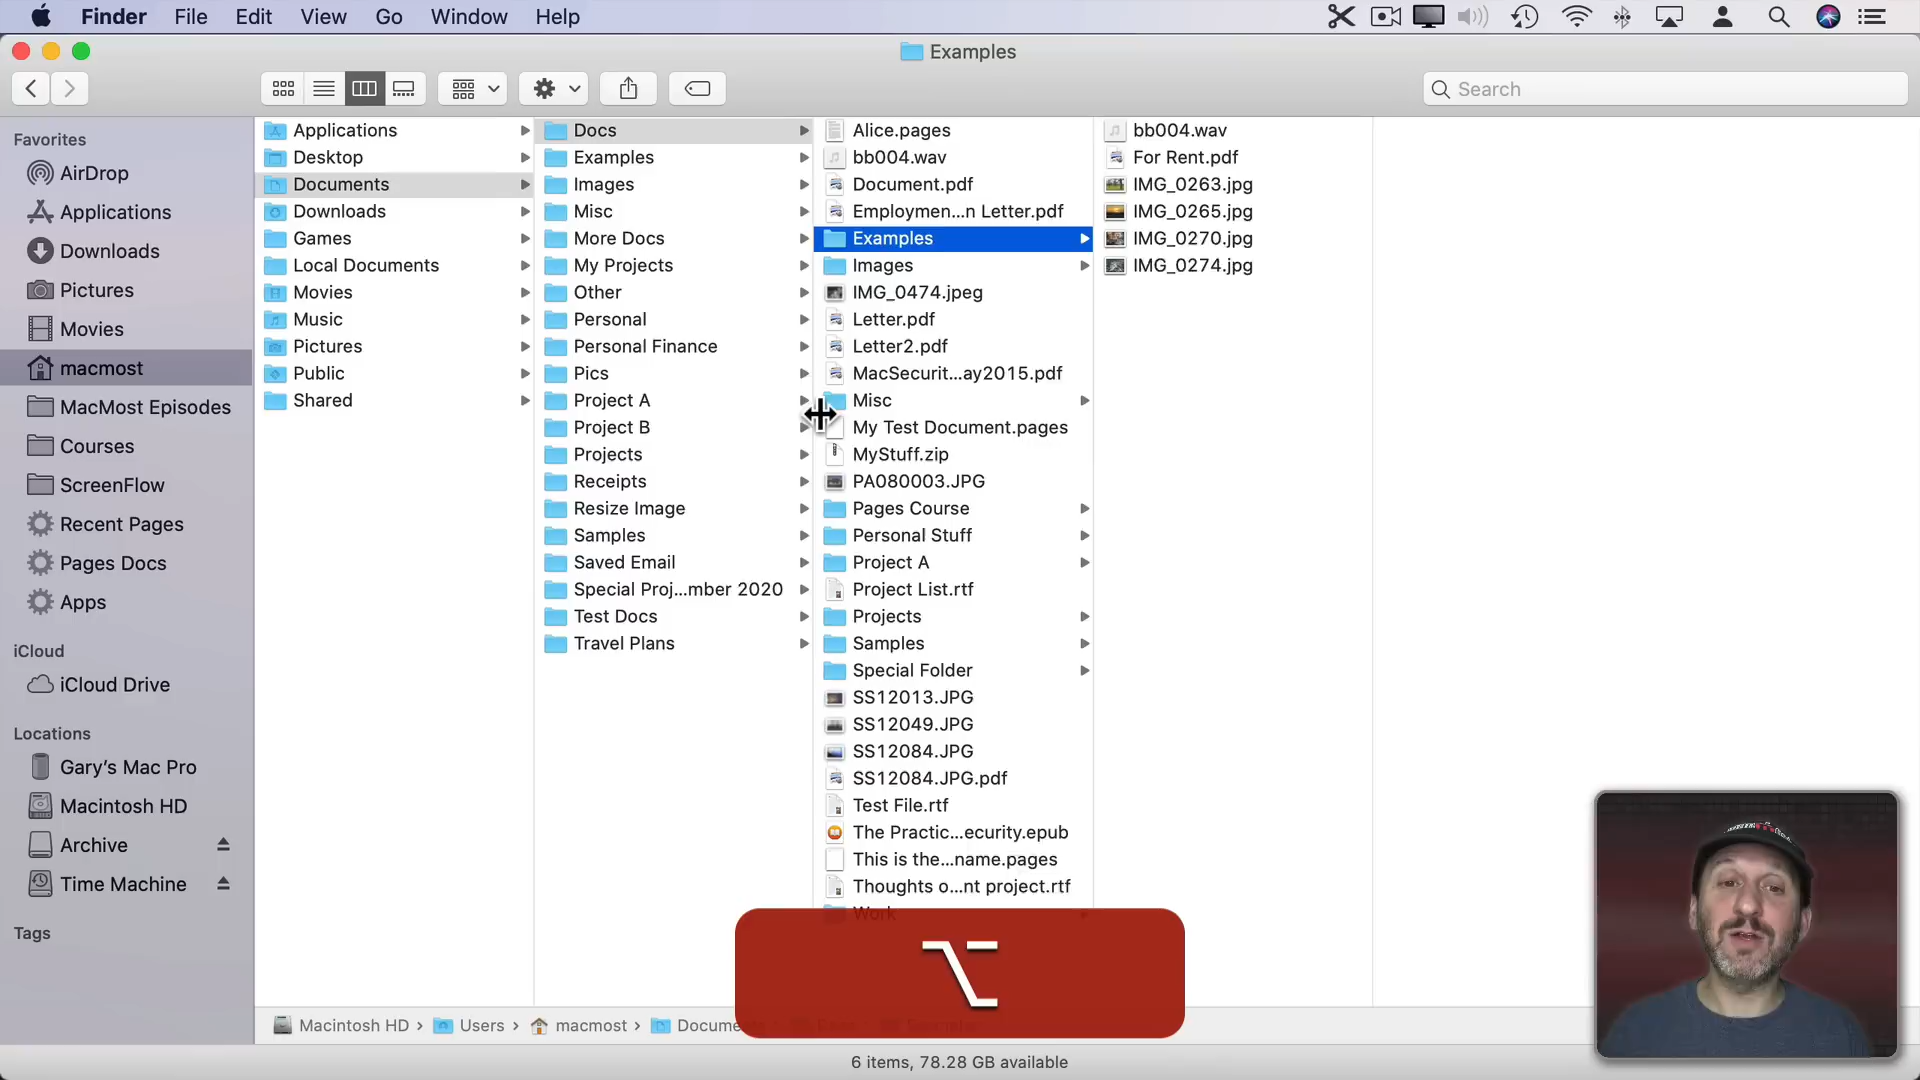 Finder File Edit View Go Window Help
Examples
Search
Favorites
AirDrop
Applications
Downloads
Pictures
Movies
macmost
MacMost Episodes
Courses
ScreenFlow
Recent Pages
Pages Docs
Apps
iCloud
iCloud Drive
Locations
Gary's Mac Pro
Macintosh HD
Archive
Time Machine
Tags
Applications
Desktop
Documents
Downloads
Games
Local Documents
Movies
Music
Pictures
Public
Shared
Docs
Examples
Images
Misc
More Docs
My Projects
Other
Personal
Personal Finance
Pics
Project A
Project B
Projects
Receipts
Resize Image
Samples
Saved Email
Special Proj...mber 2020
Test Docs
Travel Plans
Alice.pages
bb004.wav
Document.pdf
Employmen...n Letter.pdf
Examples
Images
IMG_0474.jpeg
Letter.pdf
Letter2.pdf
MacSecurit...ay2015.pdf
Misc
My Test Document.pages
MyStuff.zip
PA080003.JPG
Pages Course
Personal Stuff
Project A
Project List.rtf
Projects
Samples
Special Folder
SS12013.JPG
SS12049.JPG
SS12084.JPG
SS12084.JPG.pdf
Test File.rtf
The Practic...ecurity.epub
This is the...name.pages
Thoughts o...nt project.rtf
Work
bb004.wav
For Rent.pdf
IMG_0263.jpg
IMG_0265.jpg
IMG_0270.jpg
IMG_0274.jpg
⌥
Macintosh HD › Users › macmost › Docume
6 items, 78.28 GB available